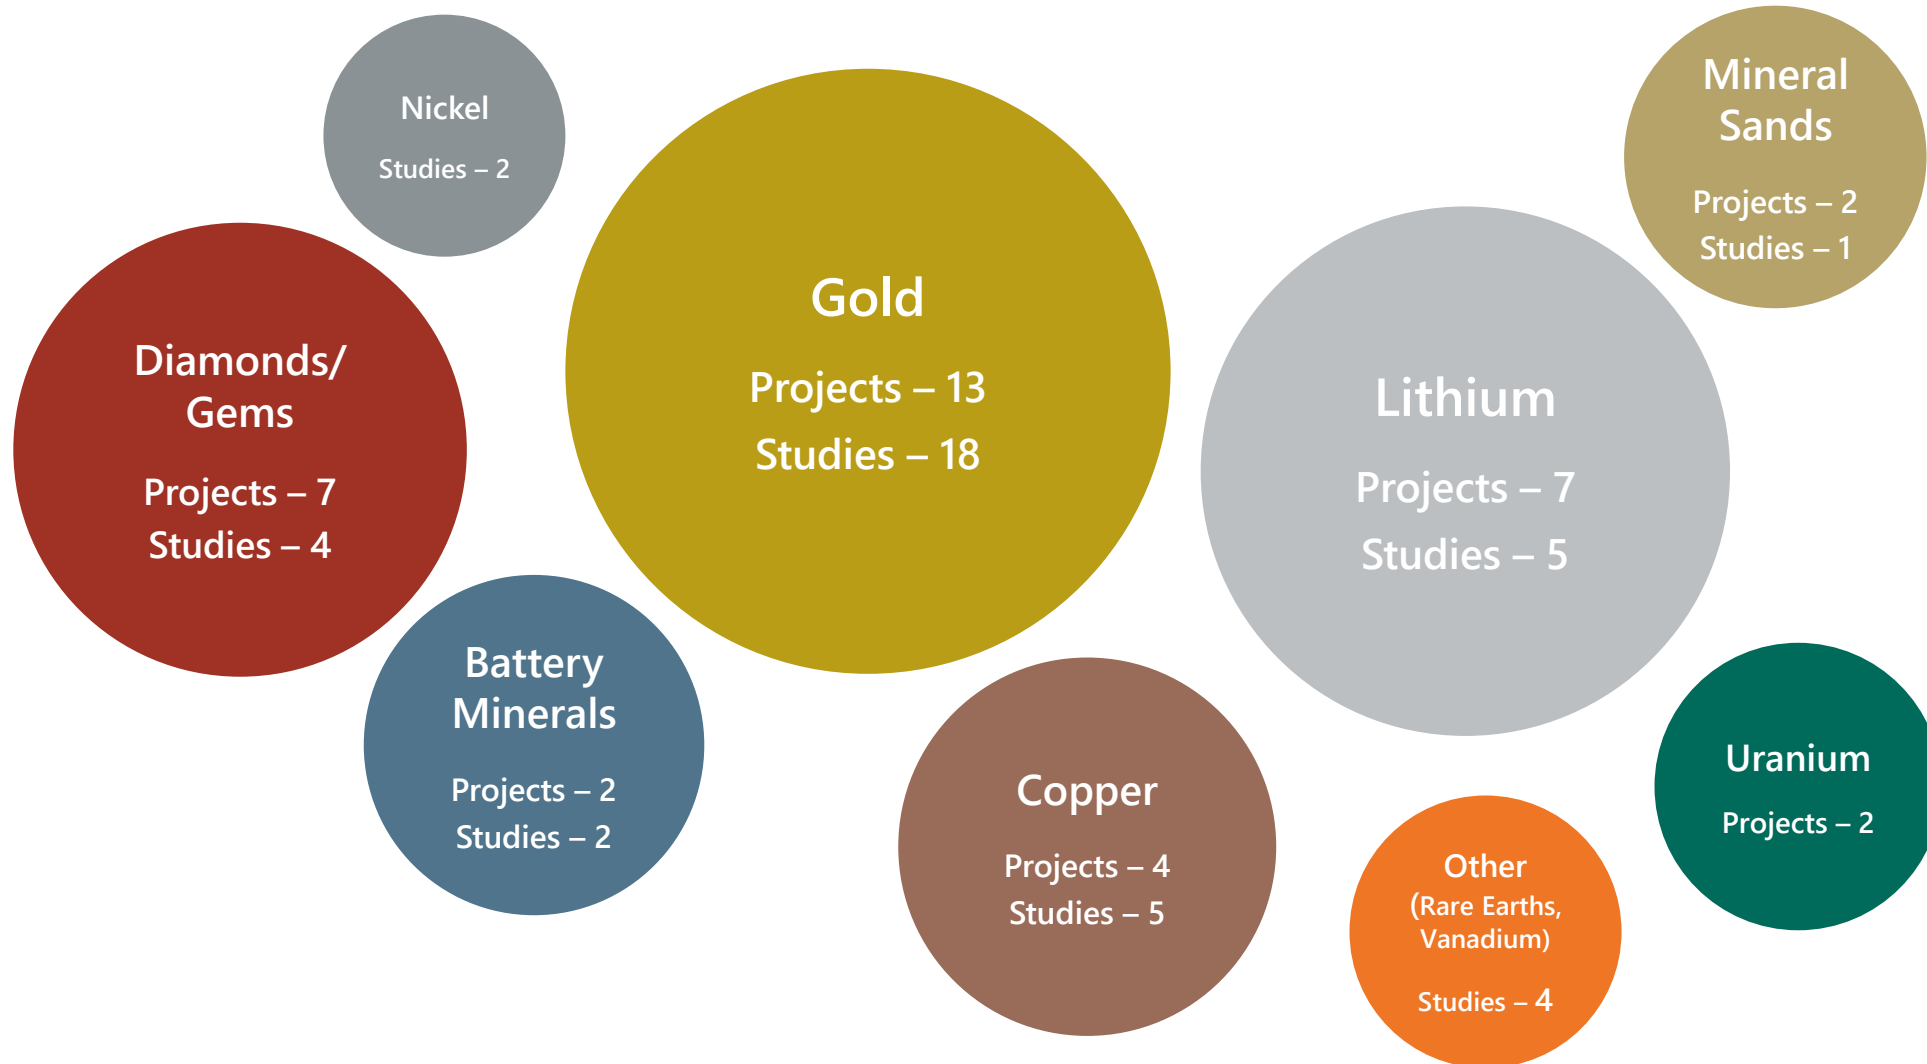 Nickel
Studies – 2
Diamonds/
Gems
Projects – 7
Studies – 4
Battery
Minerals
Projects – 2
Studies – 2
Gold
Projects – 13
Studies – 18
Copper
Projects – 4
Studies – 5
Lithium
Projects – 7
Studies – 5
Mineral
Sands
Projects – 2
Studies – 1
Other
(Rare Earths,
Vanadium)
Studies – 4
Uranium
Projects – 2